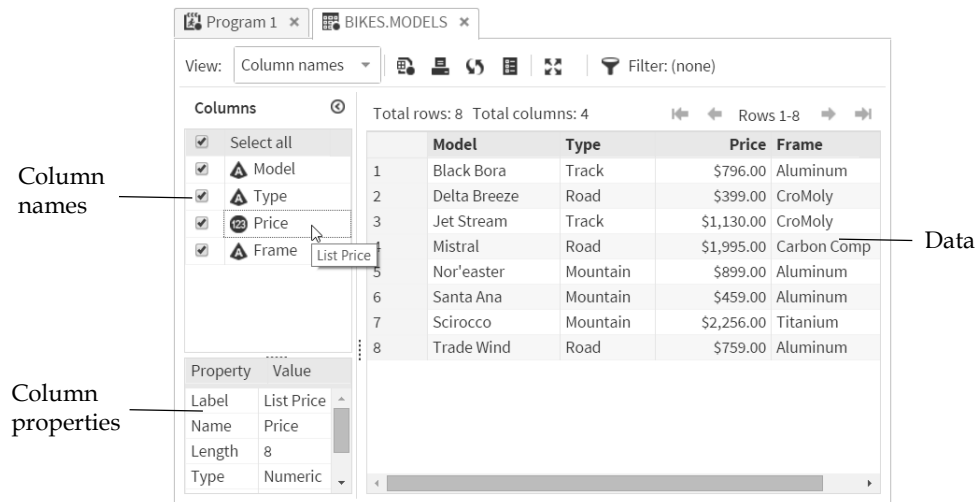 Program 1 ×
BIKES.MODELS ×
View: Column names Filter: (none)
Columns
Select all
Model
Type
Price
Frame
List Price
Total rows: 8 Total columns: 4 Rows 1-8
Model Type Price Frame
1 Black Bora Track $796.00 Aluminum
2 Delta Breeze Road $399.00 CroMoly
3 Jet Stream Track $1,130.00 CroMoly
4 Mistral Road $1,995.00 Carbon Comp
5 Nor'easter Mountain $899.00 Aluminum
6 Santa Ana Mountain $459.00 Aluminum
7 Scirocco Mountain $2,256.00 Titanium
8 Trade Wind Road $759.00 Aluminum
Property Value
Label List Price
Name Price
Length 8
Type Numeric
Column
names
Column
properties
Data